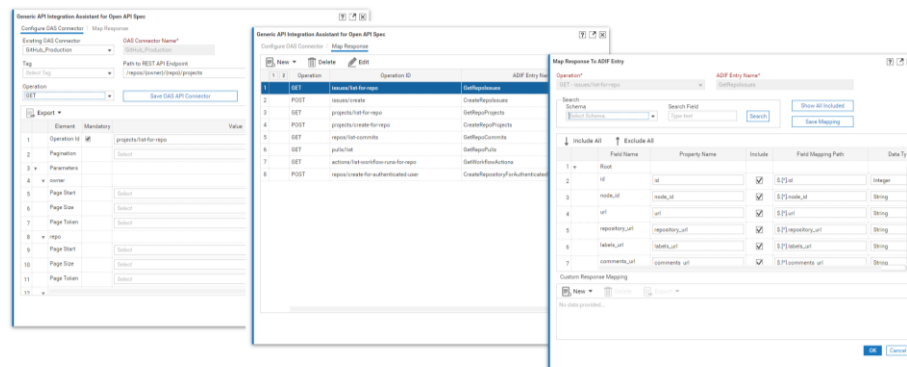 Generic API Integration Assistant for Open API Spec
Configure OAS Connector | Map Response
Existing OAS Connector
OAS Connector Name*
GitHub_Production
GitHub_Production
Tag
Path to REST API Endpoint
Select Tag
/repos/{owner}/{repo}/projects
Operation
GET
Save OAS API Connector
Export
Element Mandatory Value
1 Operation Id projects/list-for-repo
2 Pagination Select
3 Parameters
4 owner
5 Page Start Select
6 Page Size Select
7 Page Token Select
8 repo
9 Page Start Select
10 Page Size Select
11 Page Token Select
12
Generic API Integration Assistant for Open API Spec
Configure OAS Connector | Map Response
New Delete Edit
Operation Operation ID ADIF Entry Na
1 GET issues/list-for-repo GetRepoIssues
2 POST issues/create CreateRepoIssues
3 GET projects/list-for-repo GetRepoProjects
4 POST projects/create-for-repo CreateRepoProjects
5 GET repos/list-commits GetRepoCommits
6 GET pulls/list GetRepoPulls
7 GET actions/list-workflow-runs-for-repo GetWorkflowActions
8 POST repos/create-for-authenticated-user CreateRepositoryForAuthenticated
Map Response To ADIF Entry
Operation*
ADIF Entry Name*
GET - issues/list-for-repo
GetRepoIssues
Search
Schema
Search Field
Select Schema
Type text
Search
Show All Included
Save Mapping
Include All Exclude All
Field Name Property Name Include Field Mapping Path Data Ty
1 Root
2 id id $.[*].id Integer
3 node_id node_id $.[*].node_id String
4 url url $.[*].url String
5 repository_url repository_url $.[*].repository_url String
6 labels_url labels_url $.[*].labels_url String
7 comments_url comments_url $.[*].comments_url String
Custom Response Mapping
New Delete Export
No data provided...
OK Cancel